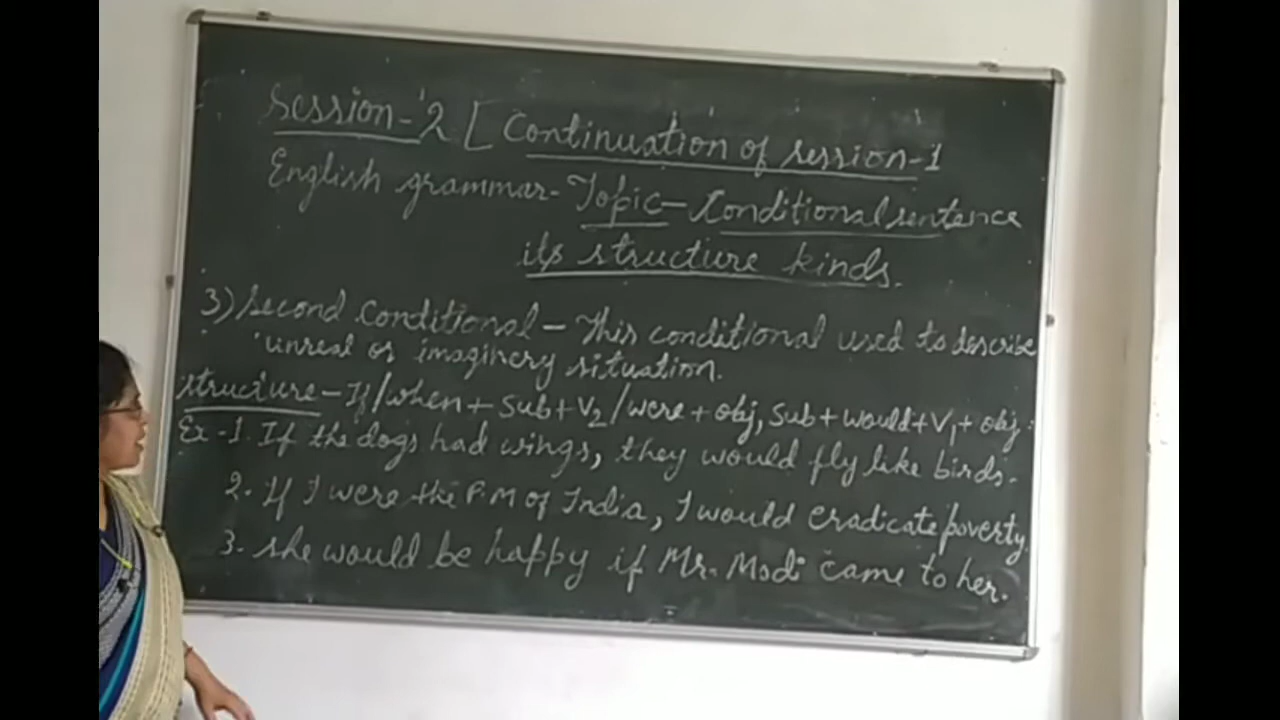 Session-2 [ Continuation of session-1
English grammar-Topic-Conditional sentence
its structure kinds.
3) Second Conditional - This conditional used to describe
unreal or imaginery situation.
Structure - If/when + sub + V2 / were + obj, sub + would + V1 + obj.
Ex-1. If the dogs had wings, they would fly like birds.
2. If I were the P.M of India, I would eradicate poverty.
3. She would be happy if Mr. Modi came to her.